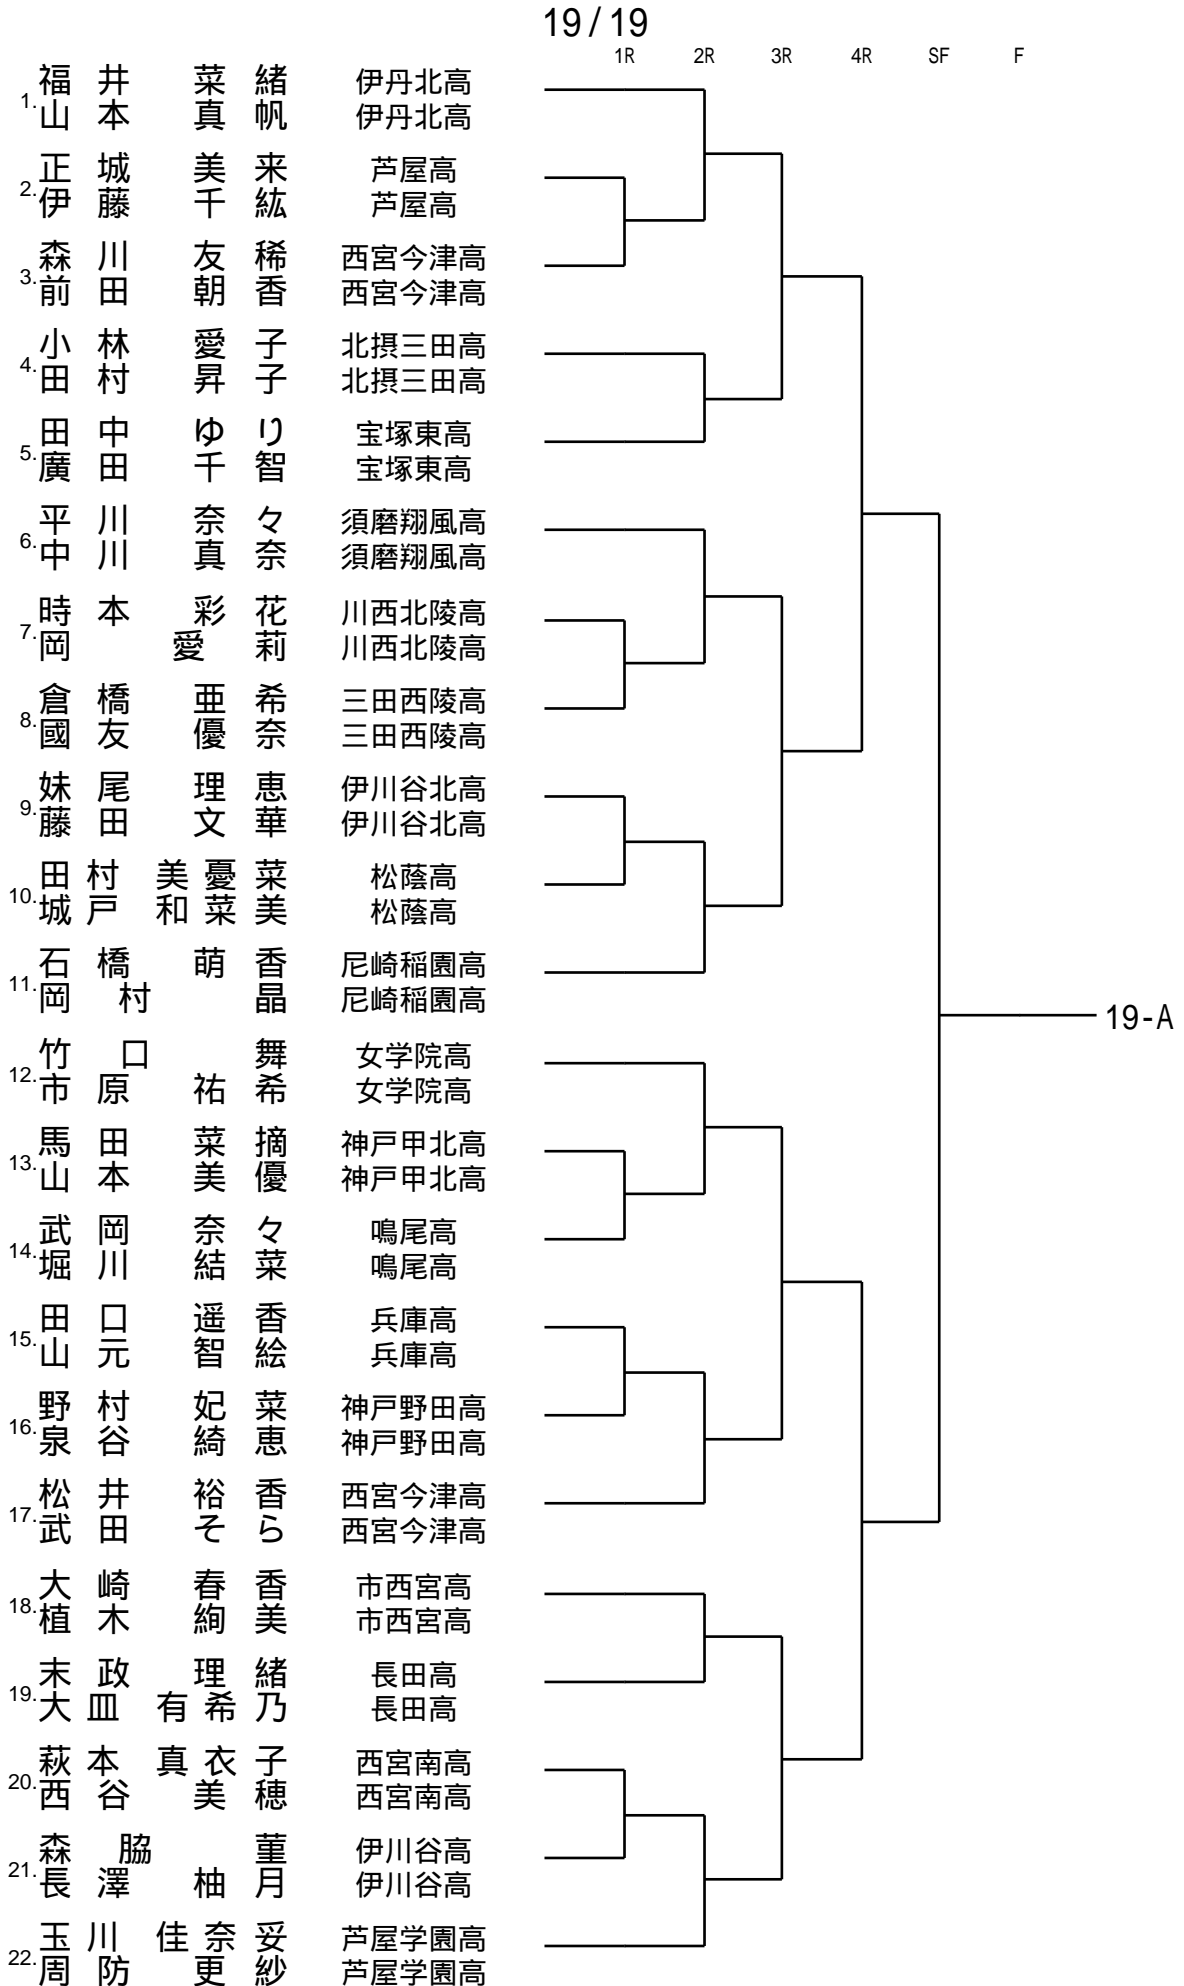 19/19
1R 2R 3R 4R SF F
福井 菜緒 伊丹北高
1.
山本 真帆 伊丹北高
正城 美来 芦屋高
2.
伊藤 千紘 芦屋高
森川 友稀 西宮今津高
3.
前田 朝香 西宮今津高
小林 愛子 北摂三田高
4.
田村 昇子 北摂三田高
田中 ゆり 宝塚東高
5.
廣田 千智 宝塚東高
平川 奈々 須磨翔風高
6.
中川 真奈 須磨翔風高
時本 彩花 川西北陵高
7.
岡 愛莉 川西北陵高
倉橋 亜希 三田西陵高
8.
國友 優奈 三田西陵高
妹尾 理恵 伊川谷北高
9.
藤田 文華 伊川谷北高
田村 美憂菜 松蔭高
10.
城戸 和菜美 松蔭高
石橋 萌香 尼崎稲園高
11.
岡村 晶 尼崎稲園高
19-A
竹口 舞 女学院高
12.
市原 祐希 女学院高
馬田 菜摘 神戸甲北高
13.
山本 美優 神戸甲北高
武岡 奈々 鳴尾高
14.
堀川 結菜 鳴尾高
田口 遥香 兵庫高
15.
山元 智絵 兵庫高
野村 妃菜 神戸野田高
16.
泉谷 綺恵 神戸野田高
松井 裕香 西宮今津高
17.
武田 そら 西宮今津高
大崎 春香 市西宮高
18.
植木 絢美 市西宮高
末政 理緒 長田高
19.
大皿 有希乃 長田高
萩本 真衣子 西宮南高
20.
西谷 美穂 西宮南高
森脇 菫 伊川谷高
21.
長澤 柚月 伊川谷高
玉川 佳奈妥 芦屋学園高
22.
周防 更紗 芦屋学園高